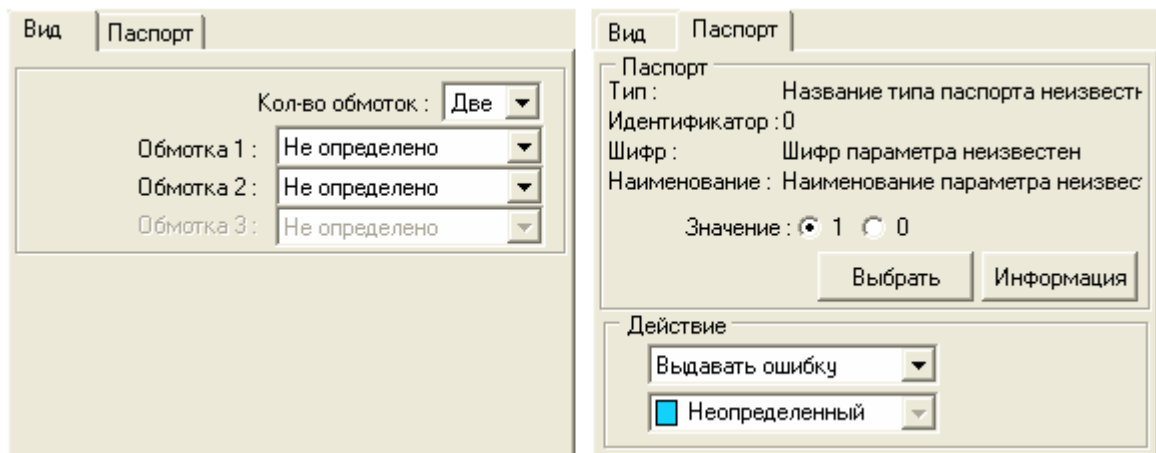 Вид Паспорт
Кол-во обмоток : Две
Обмотка 1 : Не определено
Обмотка 2 : Не определено
Обмотка 3 : Не определено
Вид Паспорт
Паспорт
Тип : Название типа паспорта неизвестн
Идентификатор : 0
Шифр : Шифр параметра неизвестен
Наименование : Наименование параметра неизвес
Значение : 1 0
Выбрать Информация
Действие
Выдавать ошибку
Неопределенный